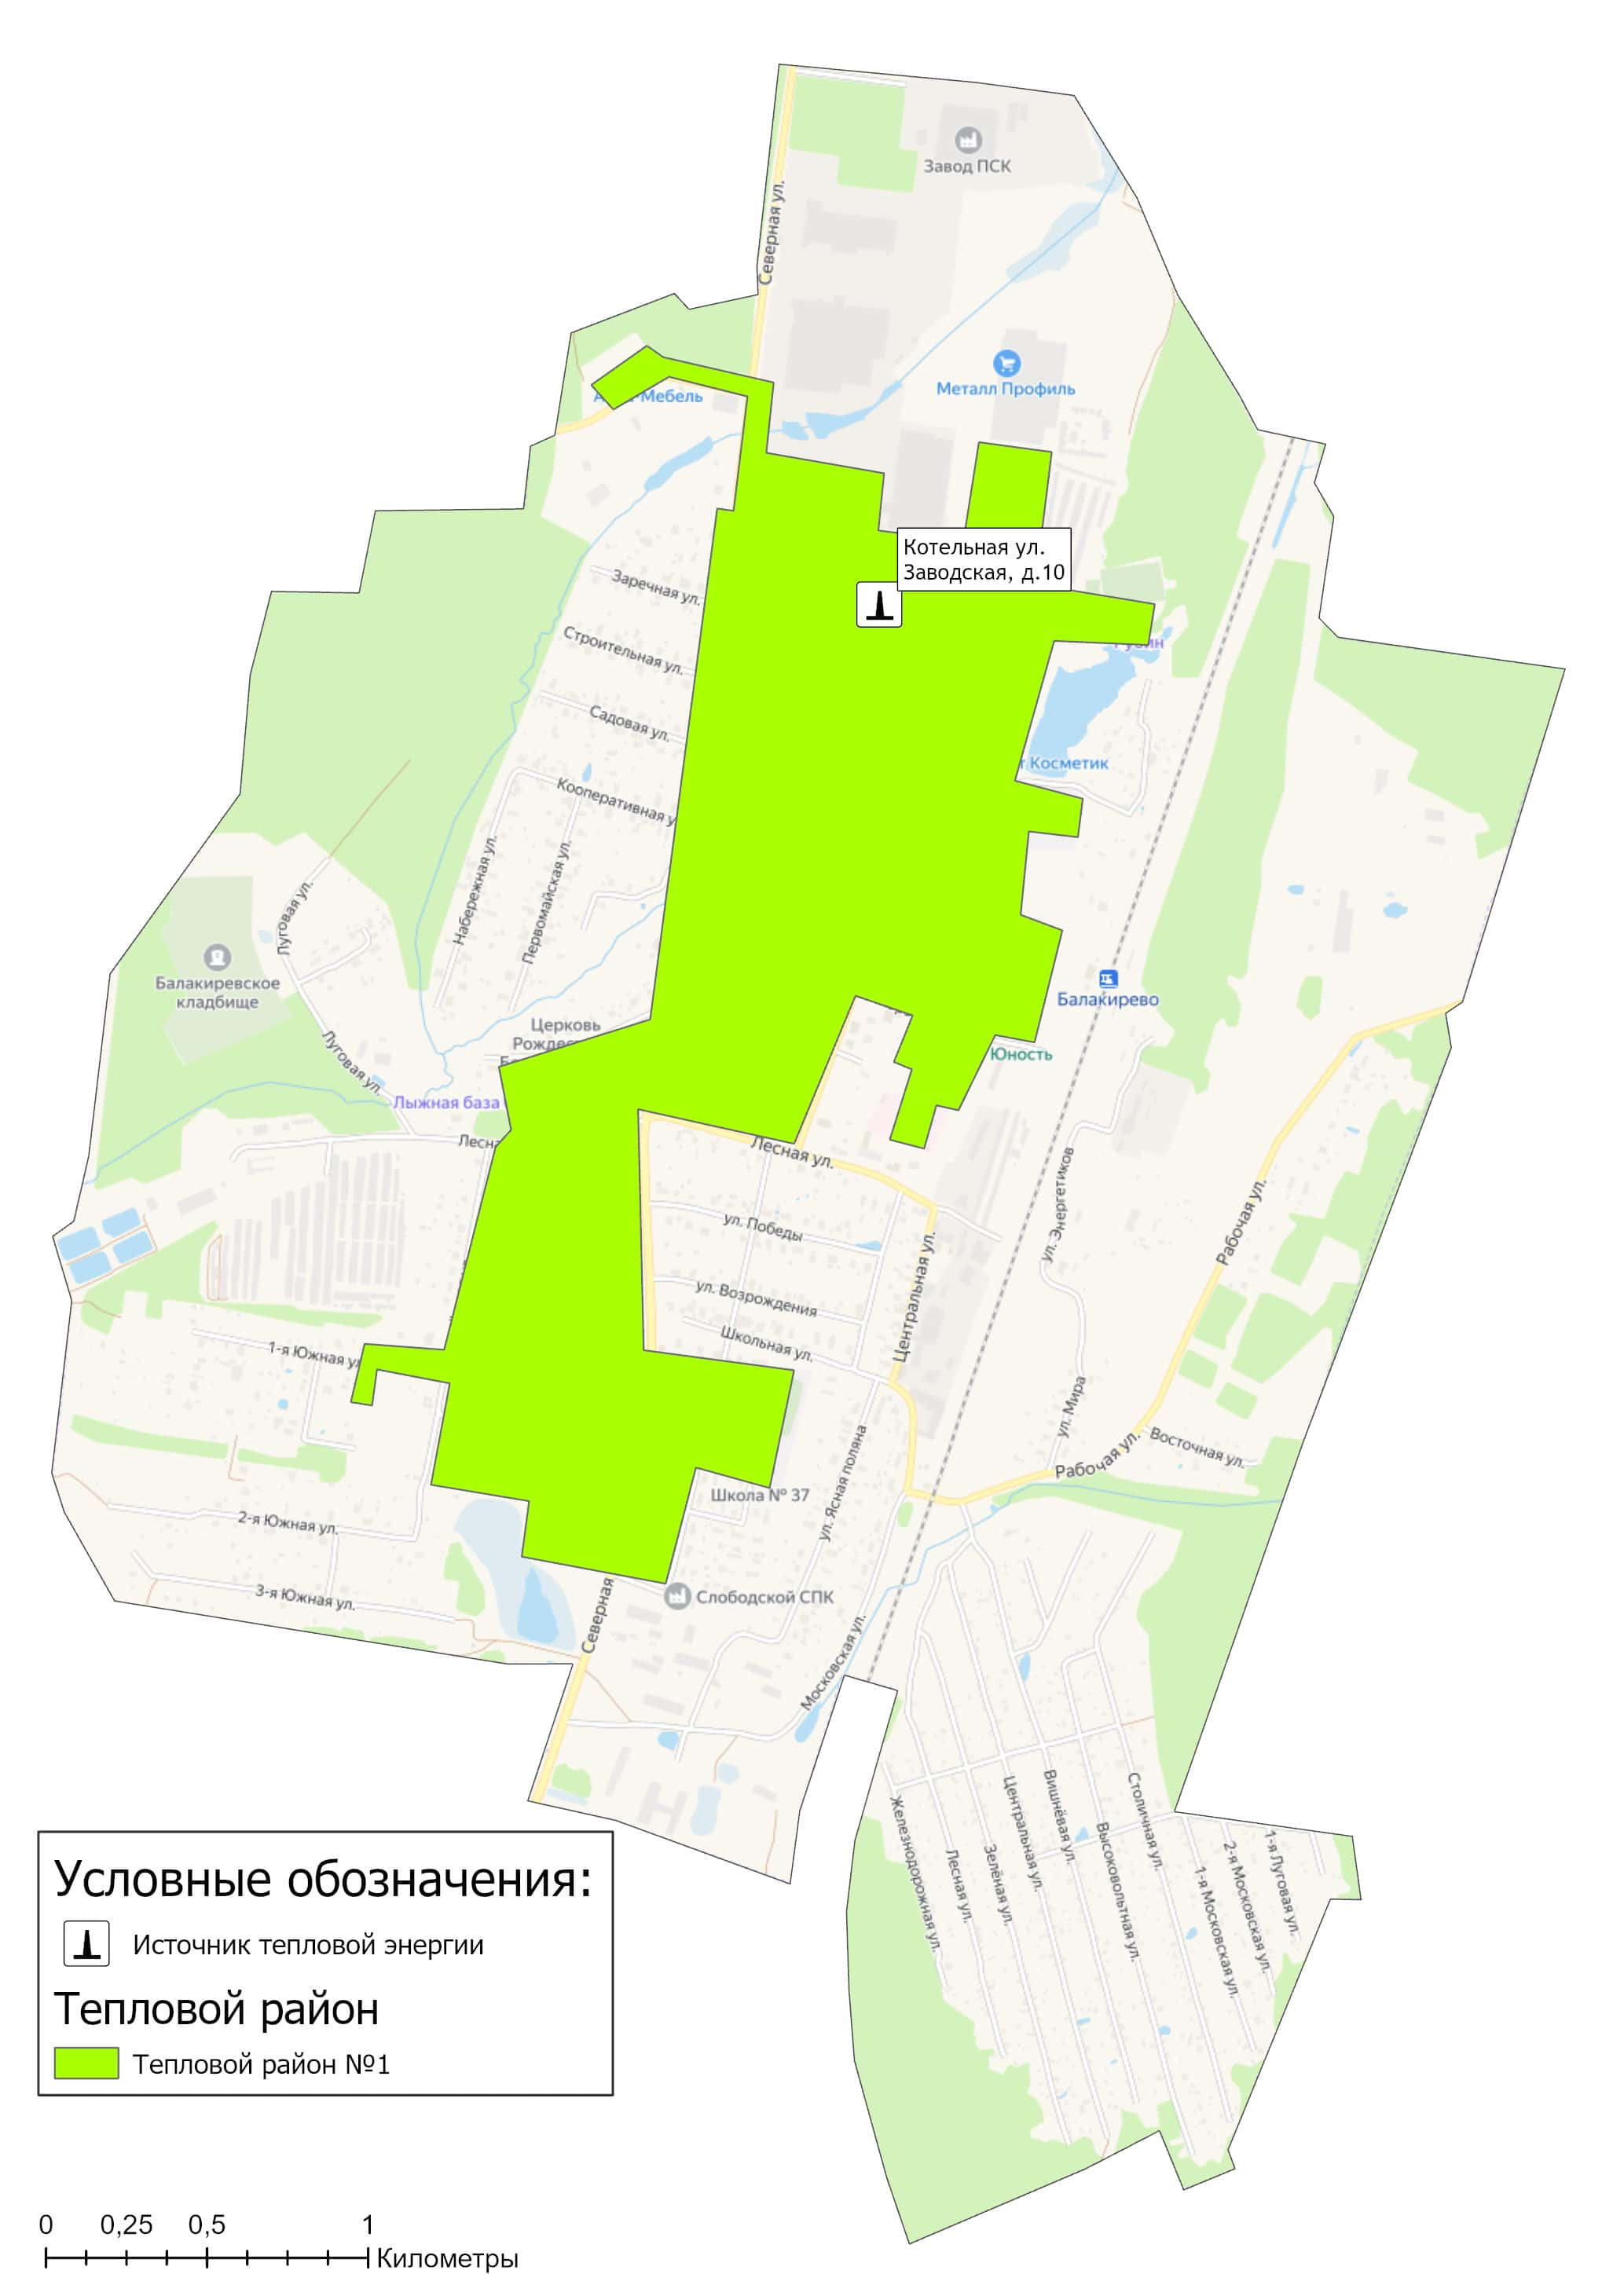 Завод ПСК
Северная ул.
Металл Профиль
Мебель
Котельная ул.
Заводская, д.10
Заречная ул.
Строительная ул.
Садовая ул.
Косметик
Кооперативная у
Набережная ул.
Первомайская ул.
Луговая ул.
Балакиревское
кладбище
Балакирево
Церковь
Рождес
Юность
Луговая ул.
Лыжная база
Лесна
Лесная ул.
ул. Энергетиков
Рабочая ул.
ул. Победы
ул. Возрождения
Центральная ул.
Школьная ул.
1-я Южная ул
ул. Мира
Восточная ул.
Рабочая ул.
ул. Ясная поляна
Школа № 37
2-я Южная ул.
3-я Южная ул.
Слободской СПК
Северная
Московская ул.
Железнодорожная ул.
Лесная ул.
Зелёная ул.
Центральная ул.
Вишнёвая ул.
Высоковольтная ул.
Столичная ул.
1-я Московская ул.
2-я Московская ул.
1-я Луговая ул.
Условные обозначения:
Источник тепловой энергии
Тепловой район
Тепловой район №1
0 0,25 0,5 1
Километры